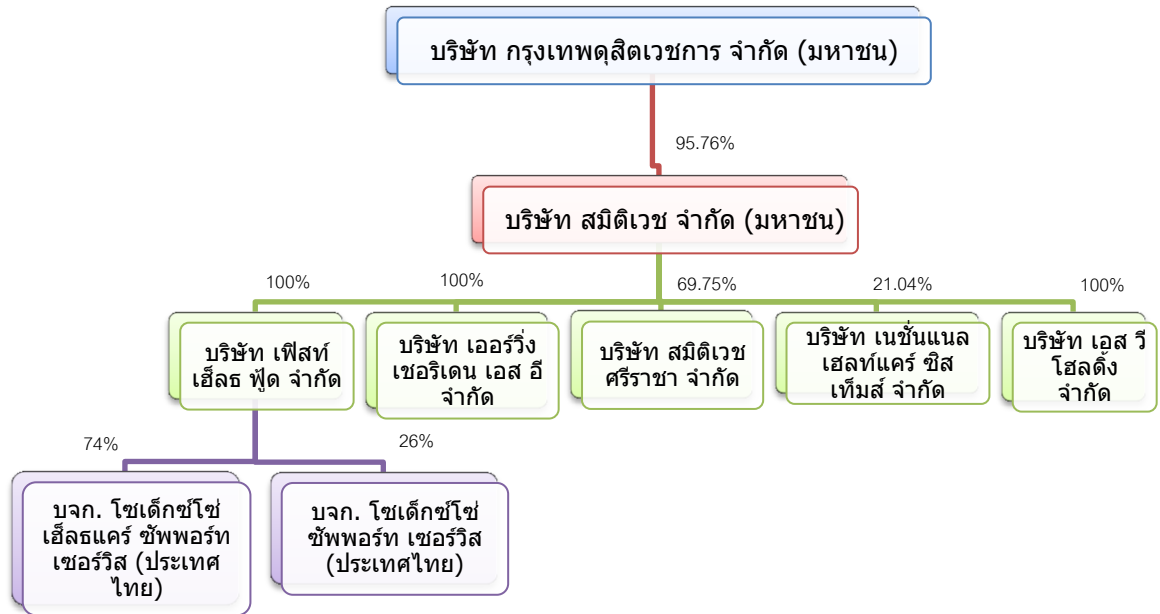 บริษัท กรุงเทพดุสิตเวชการ จำกัด (มหาชน)
95.76%
บริษัท สมิติเวช จำกัด (มหาชน)
100%
100%
69.75%
21.04%
100%
บริษัท เฟิสท์
เฮ็ลธ ฟู้ด จำกัด
บริษัท เออร์วิ่ง
เชอริเดน เอส อี
จำกัด
บริษัท สมิติเวช
ศรีราชา จำกัด
บริษัท เนชั่นแนล
เฮลท์แคร์ ซิส
เท็มส์ จำกัด
บริษัท เอส วี
โฮลดิ้ง
จำกัด
74%
26%
บจก. โซเด็กซ์โซ่
เฮ็ลธแคร์ ซัพพอร์ท
เซอร์วิส (ประเทศ
ไทย)
บจก. โซเด็กซ์โซ่
ซัพพอร์ท เซอร์วิส
(ประเทศไทย)